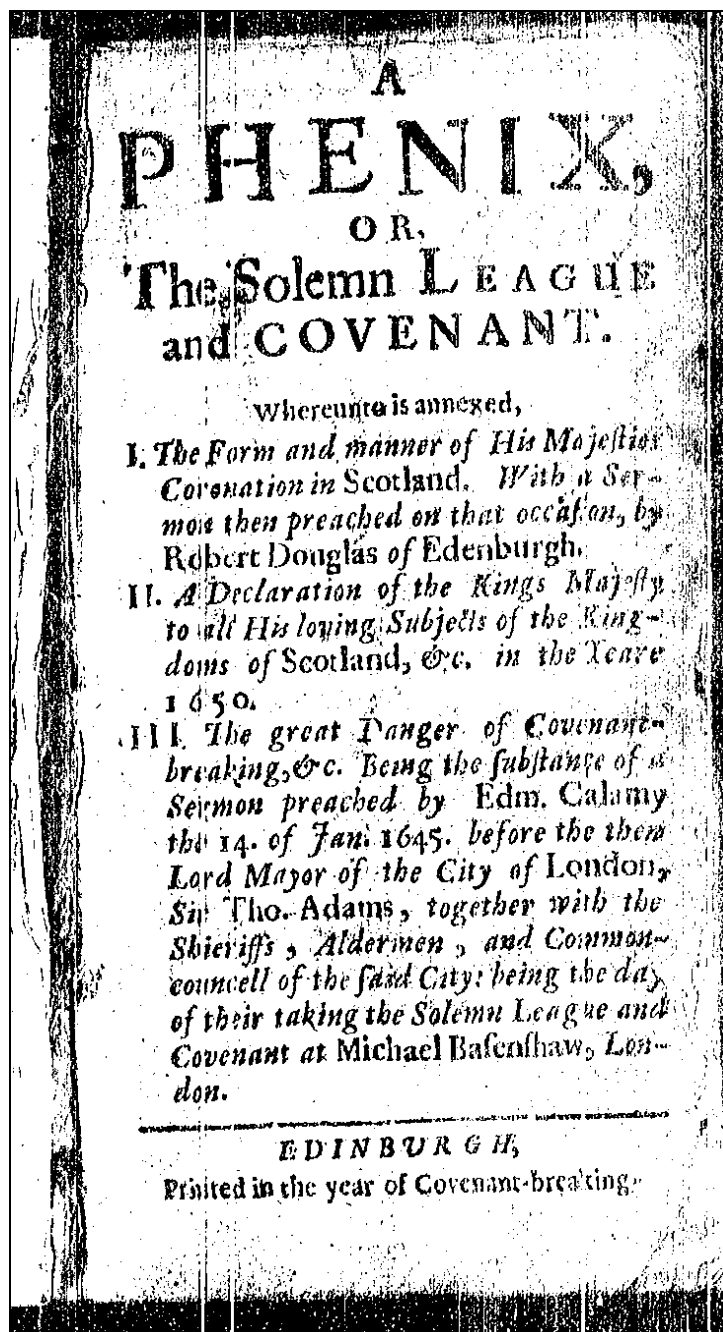 A
PHENIX,
OR,
The Solemn LEAGUE
and COVENANT.
Whereunto is annexed,
I. The Form and manner of His Majeſties
Coronation in Scotland. With a Ser-
mon then preached on that occaſion, by
Robert Douglas of Edenburgh.
II. A Declaration of the Kings Majeſty
to all His loving Subjects of the King-
doms of Scotland, &c. in the Yeare
1650.
III. The great Danger of Covenant-
breaking, &c. Being the ſubſtance of a
Sermon preached by Edm. Calamy
the 14. of Jan. 1645. before the then
Lord Mayor of the City of London,
Sir Tho. Adams, together with the
Shieriffs, Aldermen, and Common-
councell of the ſaid City: being the day
of their taking the Solemn League and
Covenant at Michael Baſenſhaw, Lon-
don.
EDINBURGH,
Printed in the year of Covenant-breaking.